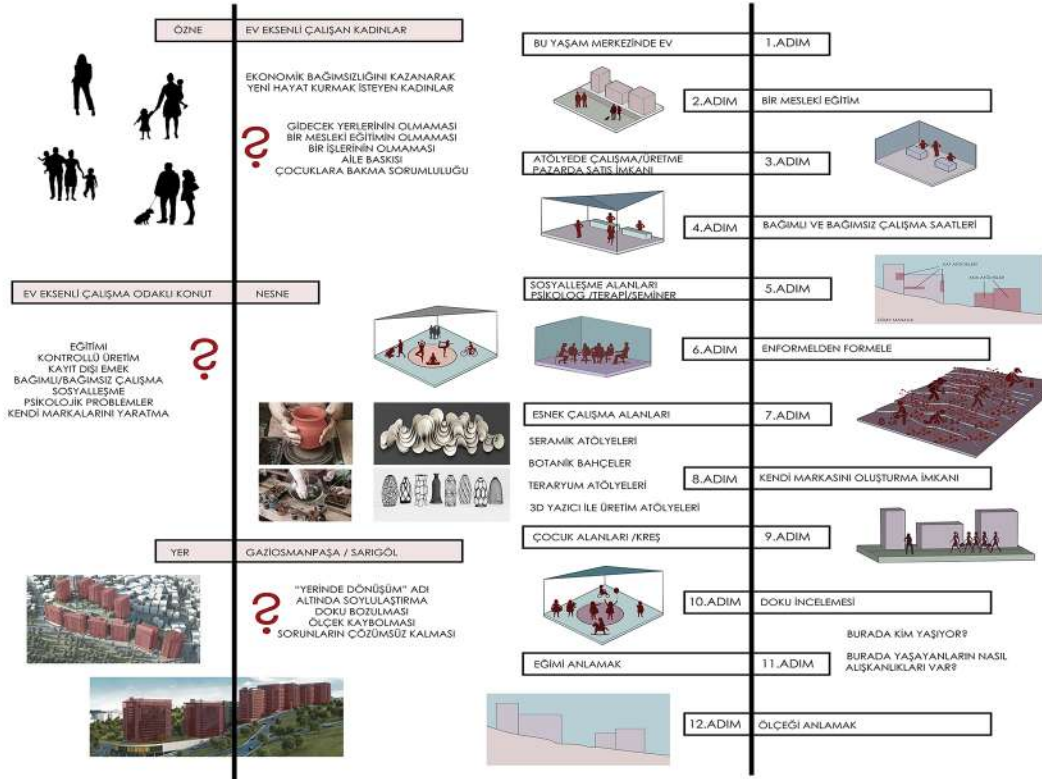 ÖZNE
EV EKSENLİ ÇALIŞAN KADINLAR
EKONOMİK BAĞIMSIZLIĞINI KAZANARAK
YENİ HAYAT KURMAK İSTEYEN KADINLAR
?
GİDECEK YERLERİNİN OLMAMASI
BİR MESLEKİ EĞİTİMİN OLMAMASI
BİR İŞLERİNİN OLMAMASI
AİLE BASKISI
ÇOCUKLARA BAKMA SORUMLULUĞU
EV EKSENLİ ÇALIŞMA ODAKLI KONUT
NESNE
EĞİTİMİ
KONTROLLÜ ÜRETİM
KAYIT DIŞI EMEK
BAĞIMLI/BAĞIMSIZ ÇALIŞMA
SOSYALLEŞME
PSİKOLOJİK PROBLEMLER
KENDİ MARKALARINI YARATMA
?
YER
GAZİOSMANPAŞA / SARIGÖL
?
"YERİNDE DÖNÜŞÜM" ADI
ALTINDA SOYLULAŞTIRMA
DOKU BOZULMASI
ÖLÇEK KAYBOLMASI
SORUNLARIN ÇÖZÜMSÜZ KALMASI
BU YAŞAM MERKEZİNDE EV
1.ADIM
2.ADIM
BİR MESLEKİ EĞİTİM
ATÖLYEDE ÇALIŞMA/ÜRETME
PAZARDA SATIS İMKANI
3.ADIM
4.ADIM
BAĞIMLI VE BAĞIMSIZ ÇALIŞMA SAATLERİ
SOSYALLEŞME ALANLARI
PSİKOLOG /TERAPİ/SEMİNER
5.ADIM
6.ADIM
ENFORMELDEN FORMELE
ESNEK ÇALIŞMA ALANLARI
7.ADIM
SERAMİK ATÖLYELERİ
BOTANİK BAHÇELER
TERARYUM ATÖLYELERİ
3D YAZICI İLE ÜRETİM ATÖLYELERİ
8.ADIM
KENDİ MARKASINI OLUŞTURMA İMKANI
ÇOCUK ALANLARI /KREŞ
9.ADIM
10.ADIM
DOKU İNCELEMESİ
BURADA KİM YAŞIYOR?
BURADA YAŞAYANLARIN NASIL
ALIŞKANLIKLARI VAR?
EĞİMİ ANLAMAK
11.ADIM
12.ADIM
ÖLÇEĞİ ANLAMAK